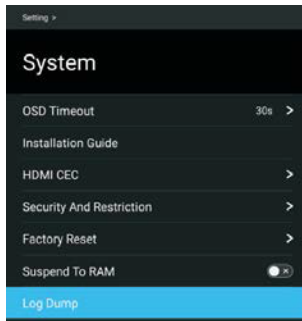 Setting >
System
OSD Timeout 30s >
Installation Guide
HDMI CEC >
Security And Restriction >
Factory Reset >
Suspend To RAM
Log Dump